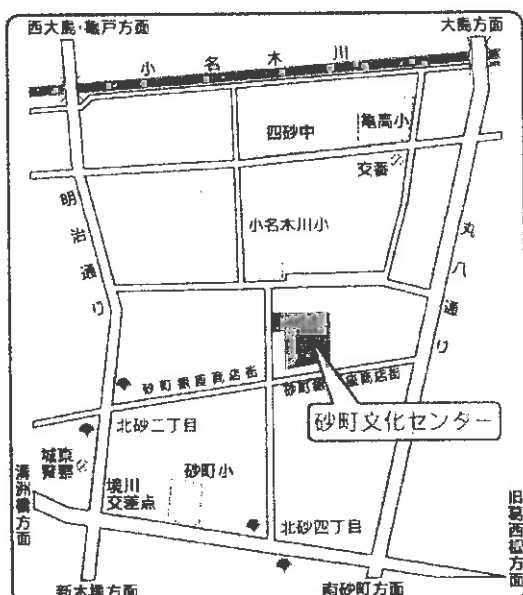 西大島・亀戸方面
大島方面
小名木川
四砂中
亀高小
交番
明治通り
小名木川小
丸八通り
砂町銀座商店街
砂町銀座商店街
砂町文化センター
北砂二丁目
城東警察
境川交差点
砂町小
清洲橋方面
北砂四丁目
旧葛西橋方面
新木場方面
南砂町方面